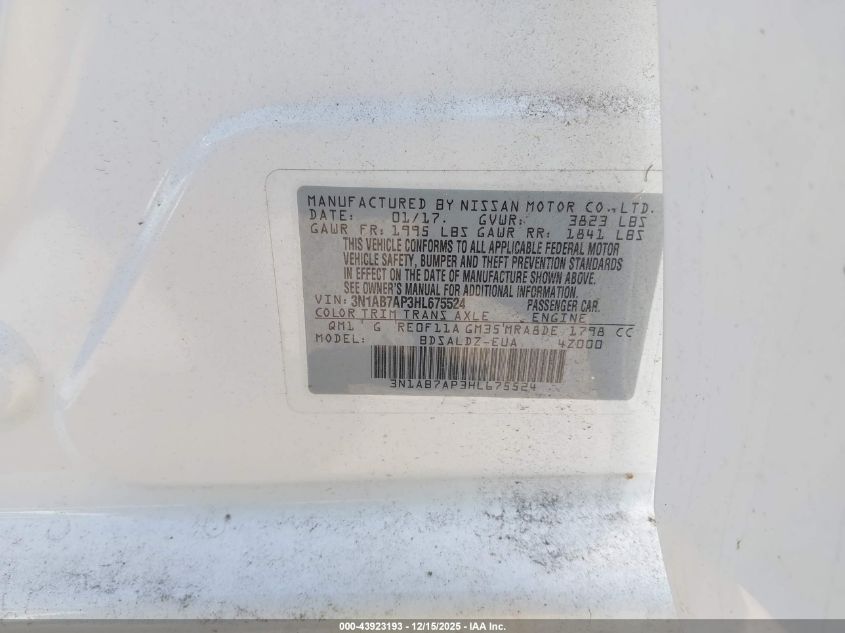 MANUFACTURED BY NISSAN MOTOR CO., LTD.
DATE: 01/17. GVWR: 3823 LBS
GAWR FR: 1995 LBS GAWR RR: 1841 LBS
THIS VEHICLE CONFORMS TO ALL APPLICABLE FEDERAL MOTOR
VEHICLE SAFETY, BUMPER AND THEFT PREVENTION STANDARDS
IN EFFECT ON THE DATE OF MANUFACTURE SHOWN ABOVE.
SEE OWNER'S MANUAL FOR ADDITIONAL INFORMATION.
VIN: 3N1AB7AP3HL675524 PASSENGER CAR.
COLOR TRIM TRANS AXLE ENGINE
QM1 G RE0F11A GM35 MRA8DE 1798 CC
MODEL: BDSALDZ-EUA 4Z000
3N1AB7AP3HL675524
000-43923193 - 12/15/2025 - IAA Inc.